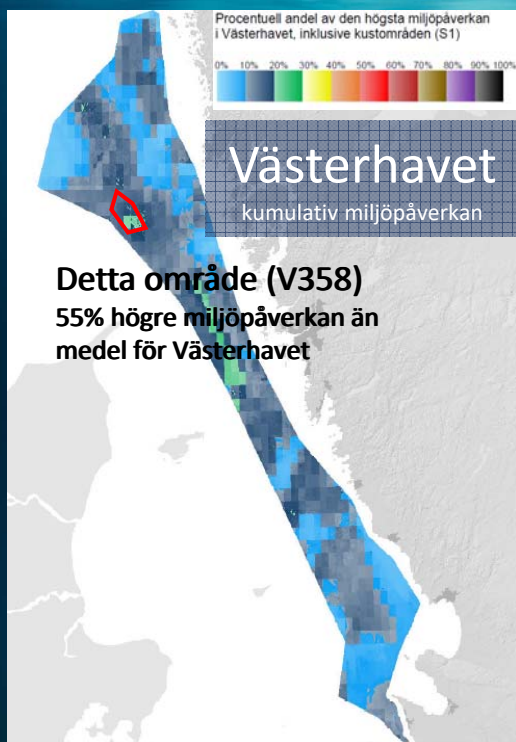 Procentuell andel av den högsta miljöpåverkan
i Västerhavet, inklusive kustområden (S1)
0% 10% 20% 30% 40% 50% 60% 70% 80% 90% 100%
Västerhavet
kumulativ miljöpåverkan
Detta område (V358)
55% högre miljöpåverkan än
medel för Västerhavet